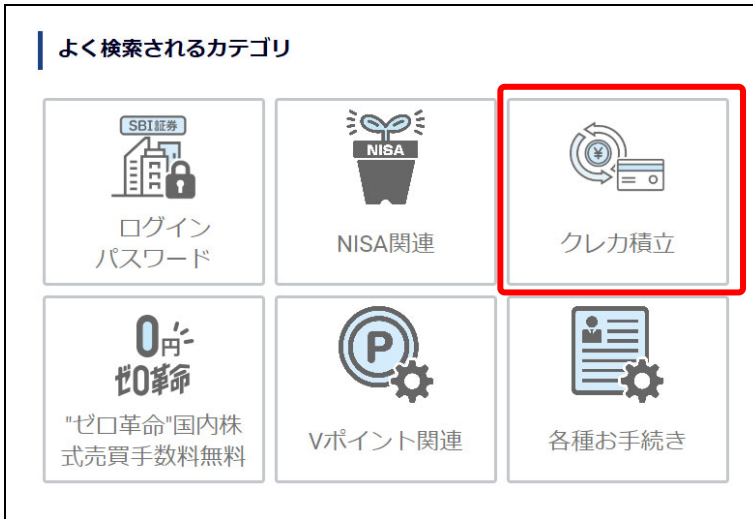 よく検索されるカテゴリ
SBI証券
ログイン
パスワード
NISA
NISA関連
¥
クレカ積立
0円
ゼロ革命
"ゼロ革命"国内株
式売買手数料無料
P
Vポイント関連
各種お手続き